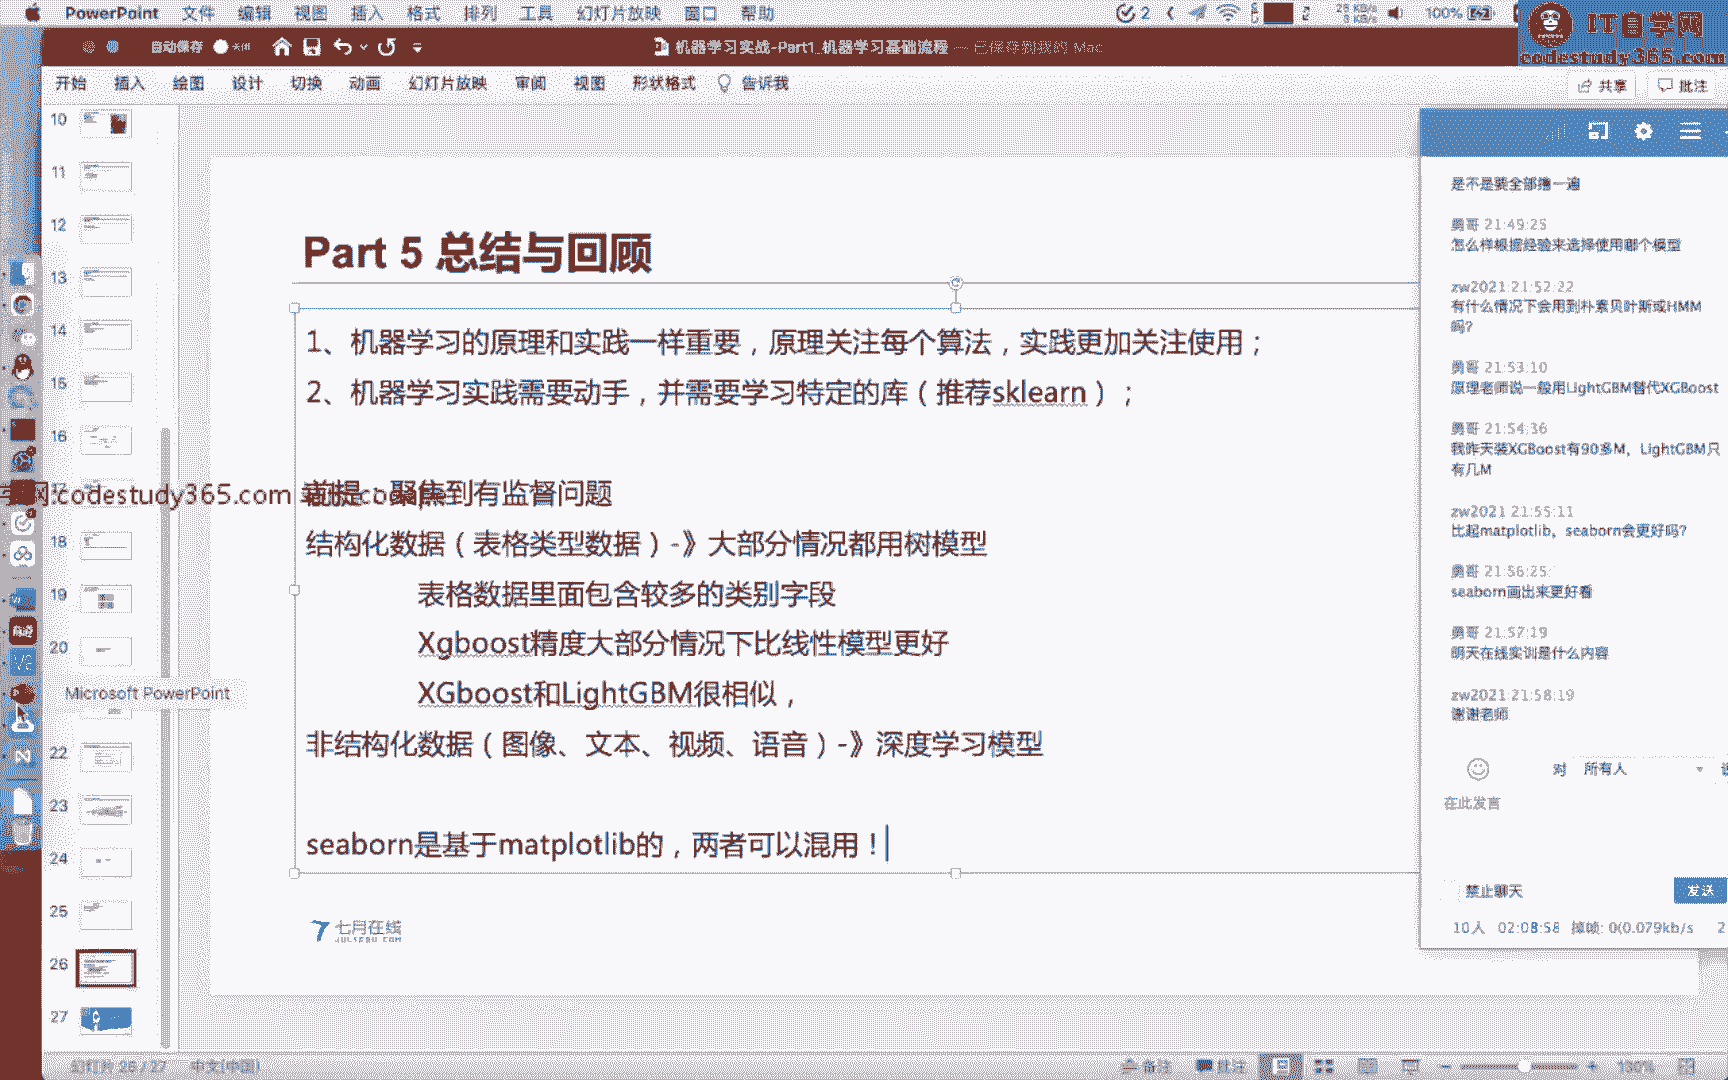 PowerPoint 文件 编辑 视图 插入 格式 排列 工具 幻灯片放映 窗口 帮助
2 100%
IT自学网
codestudy365.com
自动保存 关闭
机器学习实战-Part1_机器学习基础流程 — 已保存到我的 Mac
开始 插入 绘图 设计 切换 动画 幻灯片放映 审阅 视图 形状格式 告诉我
共享 批注
10
11
12
13
14
15
16
18
19
20
22
23
24
25
26
27
Microsoft PowerPoint
Part 5 总结与回顾
1、机器学习的原理和实践一样重要，原理关注每个算法，实践更加关注使用；
2、机器学习实践需要动手，并需要学习特定的库（推荐sklearn）；
前提：聚焦到有监督问题
网:codestudy365.com
结构化数据（表格类型数据）-》大部分情况都用树模型
表格数据里面包含较多的类别字段
Xgboost精度大部分情况下比线性模型更好
XGboost和LightGBM很相似，
非结构化数据（图像、文本、视频、语音）-》深度学习模型
seaborn是基于matplotlib的，两者可以混用！
七月在线
JULYEDU.COM
是不是要全部撸一遍
勇哥 21:49:25
怎么样根据经验来选择使用哪个模型
zw2021 21:52:22
有什么情况下会用到朴素贝叶斯或HMM
吗?
勇哥 21:53:10
原理老师说一般用LightGBM替代XGBoost
勇哥 21:54:36
我昨天装XGBoost有90多M，LightGBM只
有几M
zw2021 21:55:11
比起matplotlib，seaborn会更好吗?
勇哥 21:56:25
seaborn画出来更好看
勇哥 21:57:19
明天在线实训是什么内容
zw2021 21:58:19
谢谢老师
对 所有人
在此发言
禁止聊天 发送
10人 02:08:58 掉帧: 0(0.079kb/s
幻灯片 26 / 27 中文(中国) 备注 批注 100%